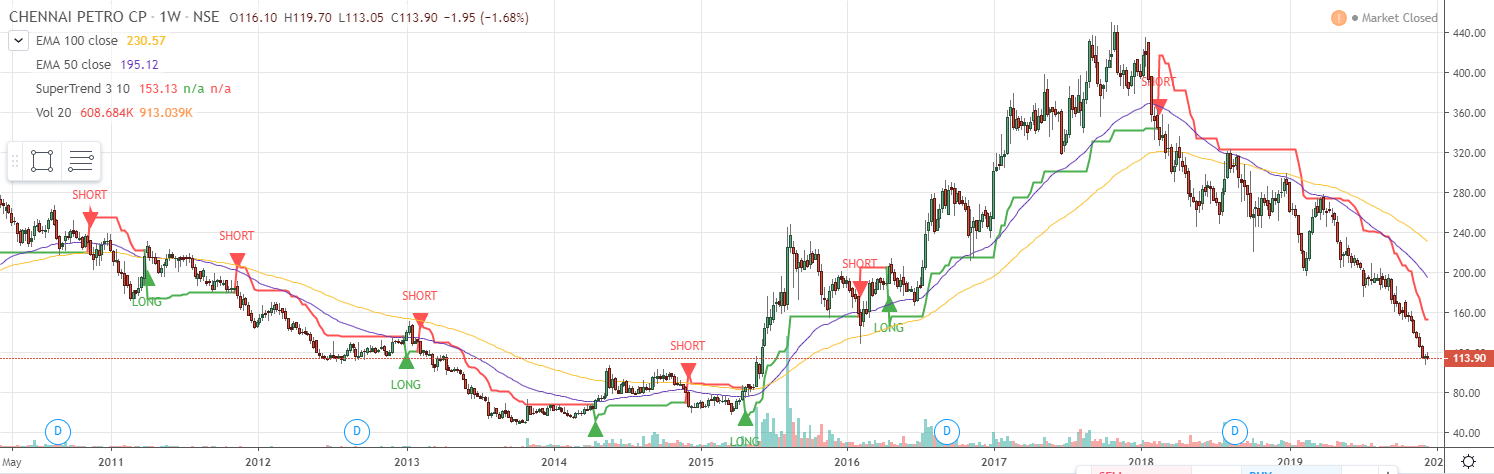 CHENNAI PETRO CP · 1W · NSE O116.10 H119.70 L113.05 C113.90 −1.95 (−1.68%)
! Market Closed
EMA 100 close 230.57
EMA 50 close 195.12
SuperTrend 3 10 153.13 n/a n/a
Vol 20 608.684K 913.039K
440.00
400.00
360.00
320.00
280.00
240.00
200.00
160.00
113.90
80.00
40.00
SHORT
LONG
SHORT
LONG
SHORT
LONG
SHORT
LONG
SHORT
LONG
SHORT
D
D
D
D
May 2011 2012 2013 2014 2015 2016 2017 2018 2019 202